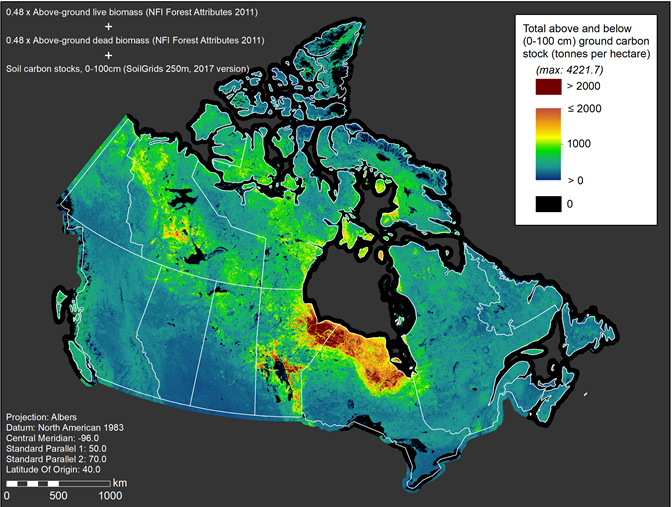 0.48 x Above-ground live biomass (NFI Forest Attributes 2011)
+
0.48 x Above-ground dead biomass (NFI Forest Attributes 2011)
+
Soil carbon stocks, 0-100cm (SoilGrids 250m, 2017 version)
Total above and below
(0-100 cm) ground carbon
stock (tonnes per hectare)
(max: 4221.7)
> 2000
≤ 2000
1000
> 0
0
Projection: Albers
Datum: North American 1983
Central Meridian: -96.0
Standard Parallel 1: 50.0
Standard Parallel 2: 70.0
Latitude Of Origin: 40.0
km
0 500 1000